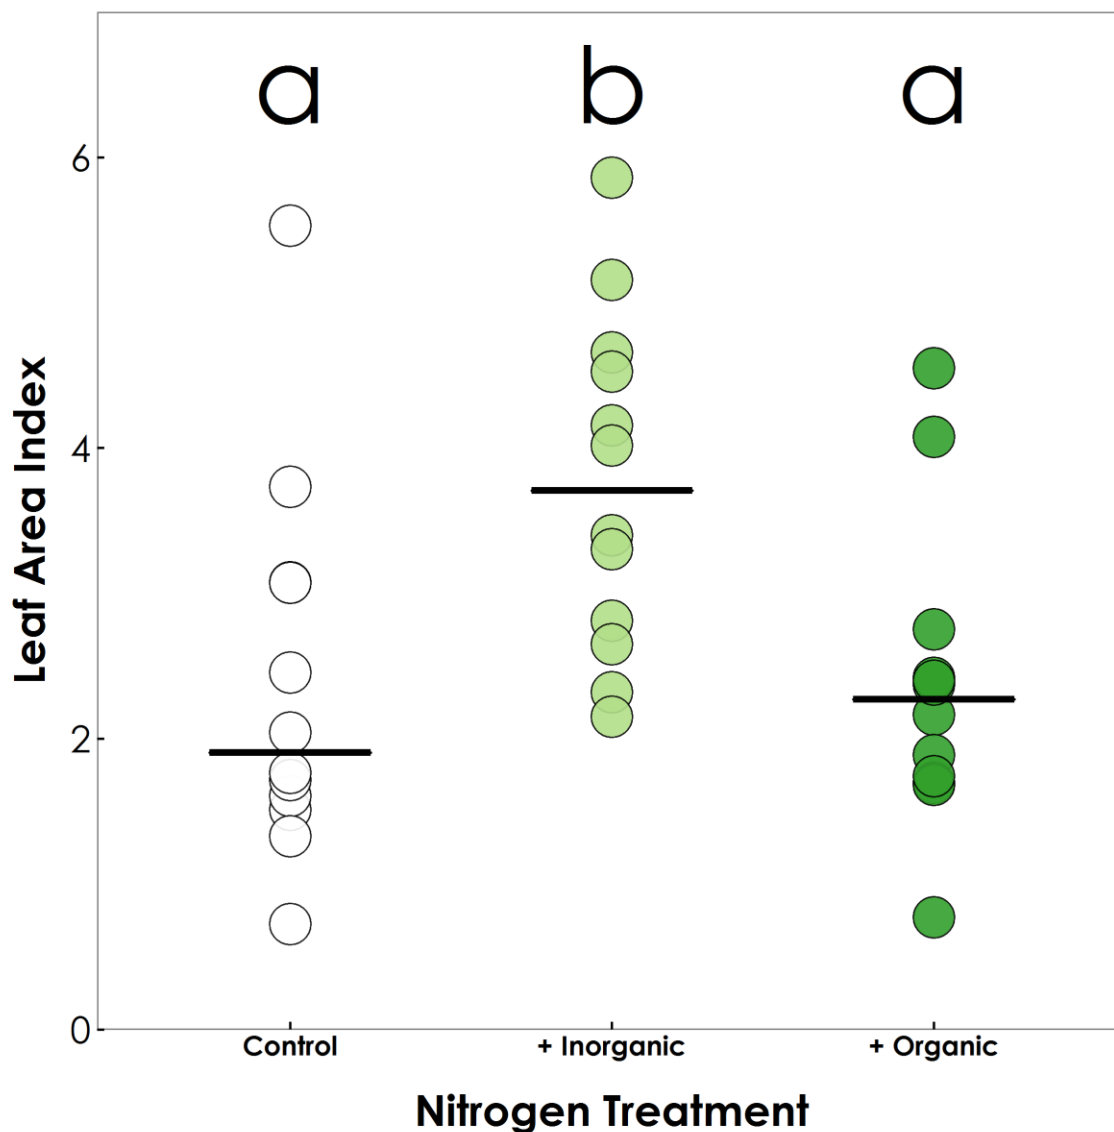 a b a
6
4
2
0
Leaf Area Index
Control + Inorganic + Organic
Nitrogen Treatment